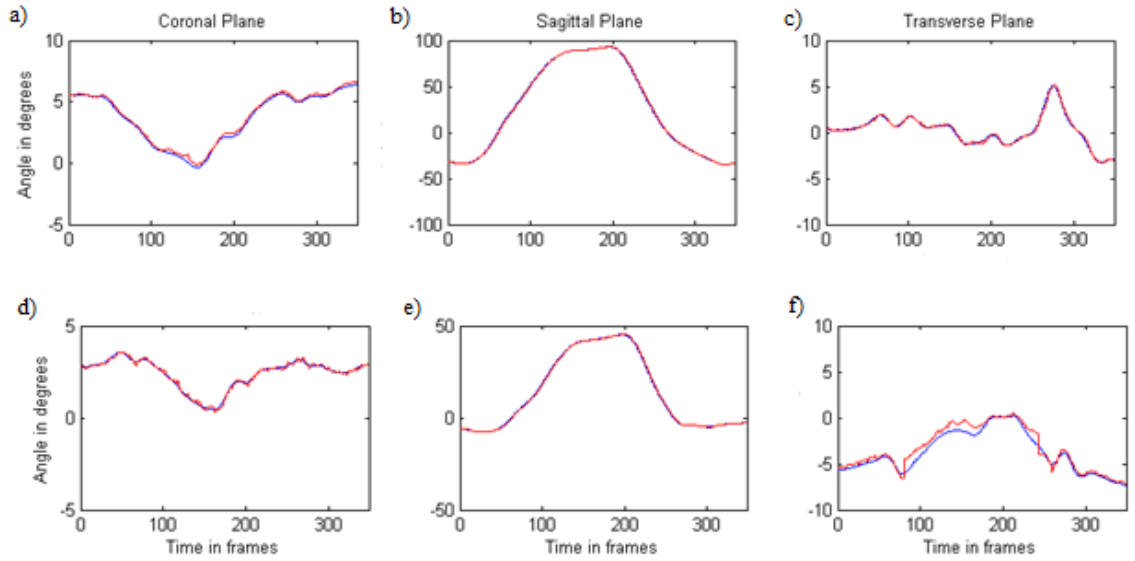 a) Coronal Plane
b) Sagittal Plane
c) Transverse Plane
Angle in degrees
10
5
0
-5
0 100 200 300
100
50
0
-50
-100
0 100 200 300
10
5
0
-5
-10
0 100 200 300
d)
e)
f)
Angle in degrees
5
0
-5
0 100 200 300
Time in frames
50
0
-50
0 100 200 300
Time in frames
10
5
0
-5
-10
0 100 200 300
Time in frames